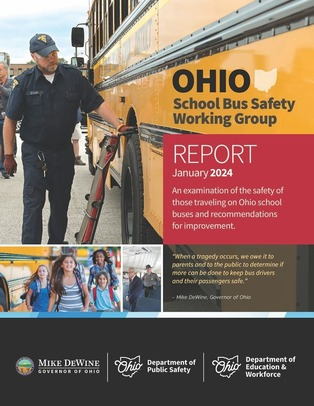 OHIO
School Bus Safety
Working Group
REPORT
January 2024
An examination of the safety of
those traveling on Ohio school
buses and recommendations
for improvement.
"When a tragedy occurs, we owe it to
parents and to the public to determine if
more can be done to keep bus drivers
and their passengers safe."
- Mike DeWine, Governor of Ohio
MIKE DEWINE
GOVERNOR OF OHIO
Ohio
Department of
Public Safety
Ohio
Department of
Education &
Workforce